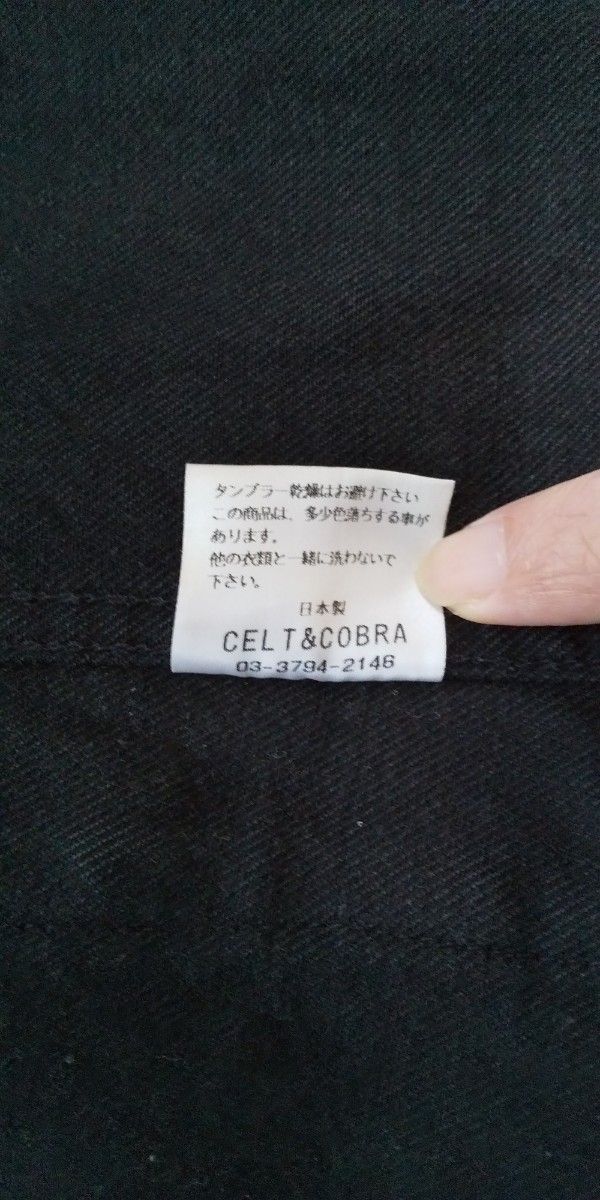 タンブラー乾燥はお避け下さい
この商品は、多少色落ちする事が
あります。
他の衣類と一緒に洗わないで
下さい。
日本製
CELT&COBRA
03-3794-2146